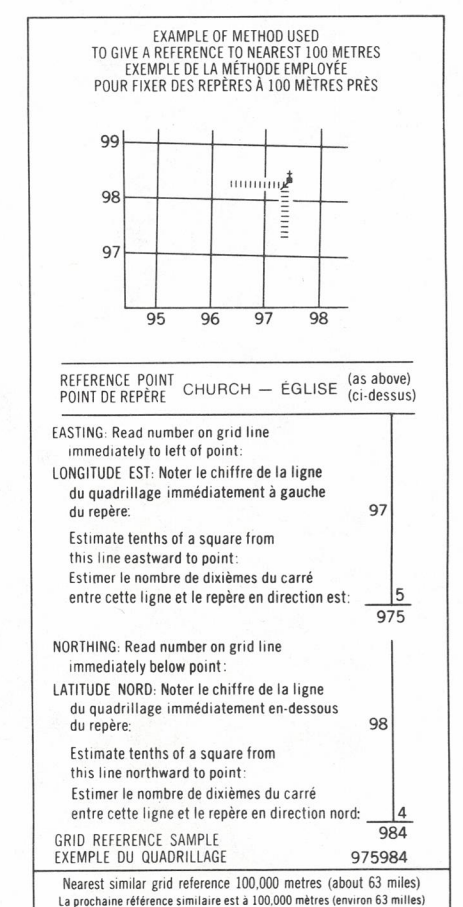 EXAMPLE OF METHOD USED
TO GIVE A REFERENCE TO NEAREST 100 METRES
EXEMPLE DE LA MÉTHODE EMPLOYÉE
POUR FIXER DES REPÈRES À 100 MÈTRES PRÈS
99
98
97
95 96 97 98
REFERENCE POINT
POINT DE REPÈRE CHURCH — ÉGLISE (as above)
(ci-dessus)
EASTING: Read number on grid line
immediately to left of point:
LONGITUDE EST: Noter le chiffre de la ligne
du quadrillage immédiatement à gauche
du repère: 97
Estimate tenths of a square from
this line eastward to point:
Estimer le nombre de dixièmes du carré
entre cette ligne et le repère en direction est: 5
975
NORTHING: Read number on grid line
immediately below point:
LATITUDE NORD: Noter le chiffre de la ligne
du quadrillage immédiatement en-dessous
du repère: 98
Estimate tenths of a square from
this line northward to point:
Estimer le nombre de dixièmes du carré
entre cette ligne et le repère en direction nord: 4
984
GRID REFERENCE SAMPLE
EXEMPLE DU QUADRILLAGE 975984
Nearest similar grid reference 100,000 metres (about 63 miles)
La prochaine référence similaire est à 100,000 mètres (environ 63 milles)